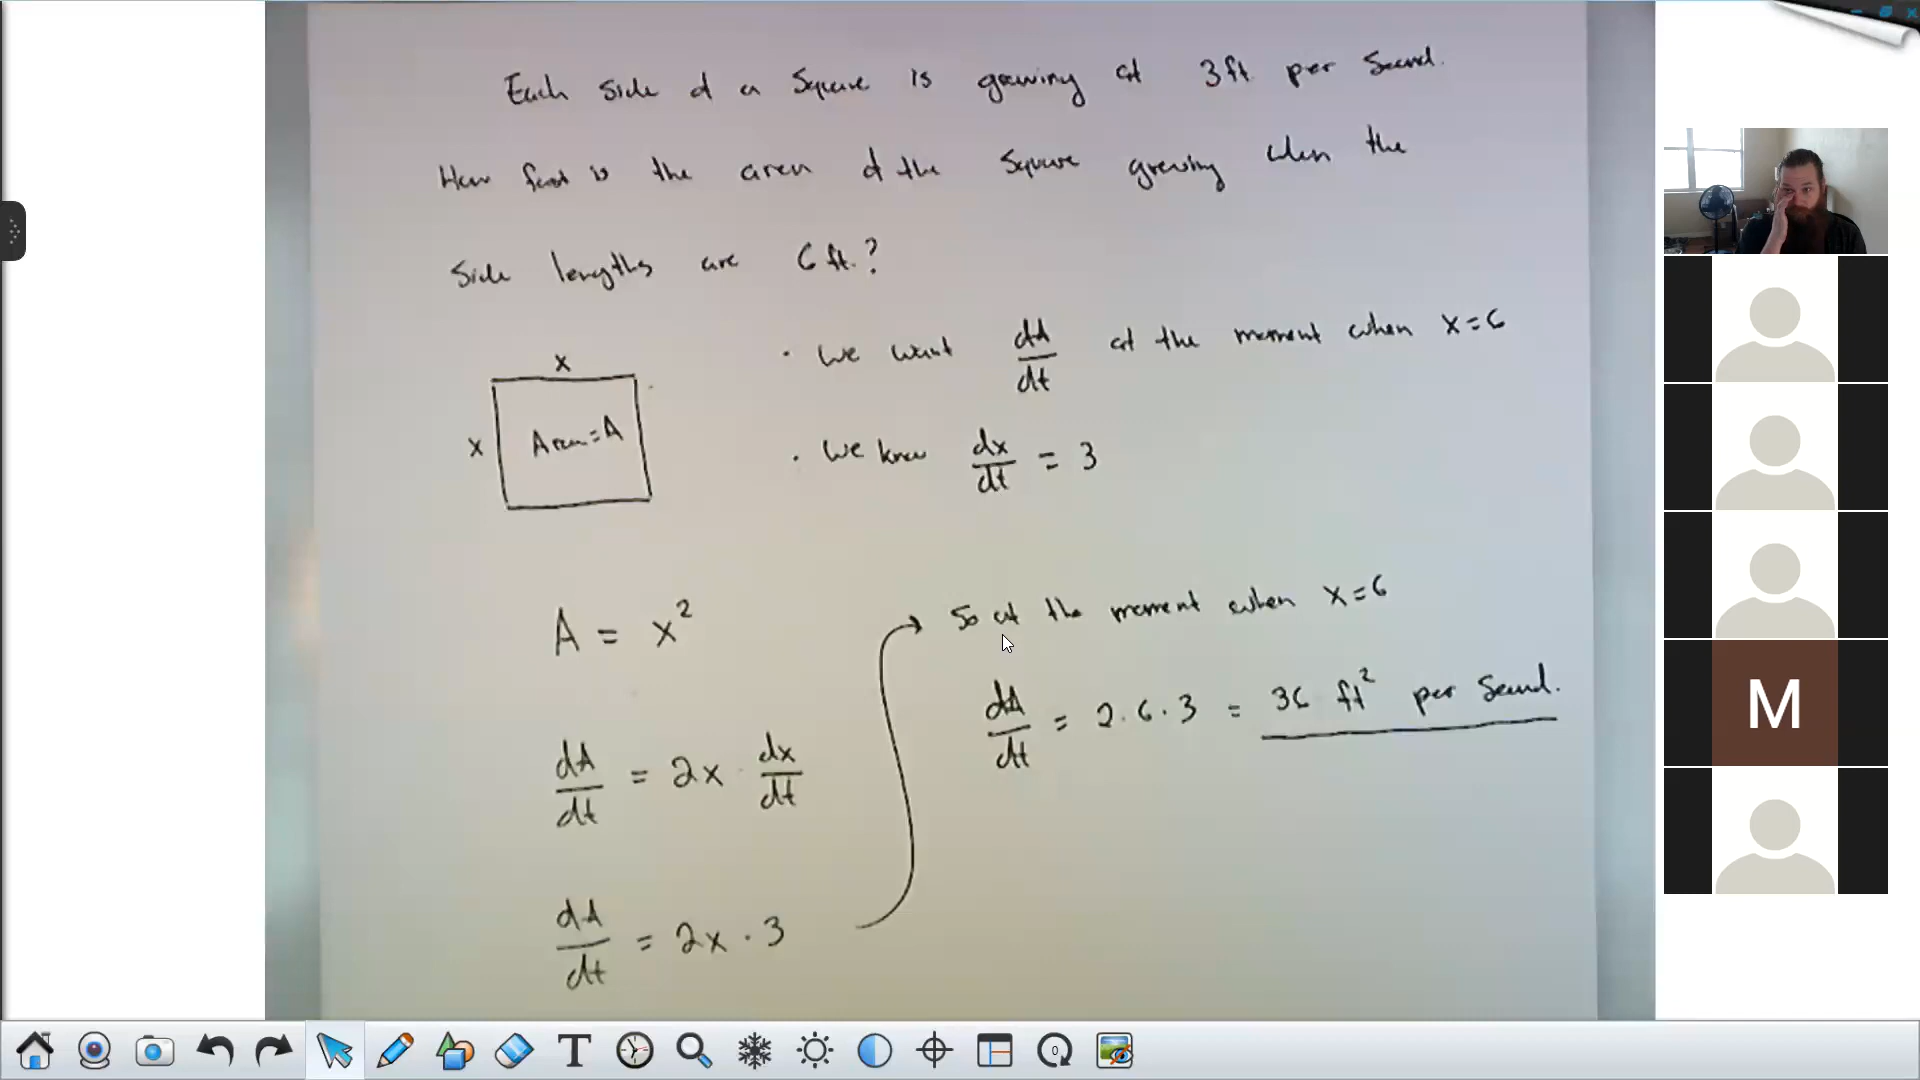 Each side of a square is growing at 3 ft. per second.
How fast is the area of the square growing when the
side lengths are 6 ft.?
x
x
Area = A
• We want dA/dt at the moment when x=6
• We know dx/dt = 3
A = x²
dA/dt = 2x · dx/dt
dA/dt = 2x · 3
So at the moment when x=6
dA/dt = 2·6·3 = 36 ft² per second.
M
T
0